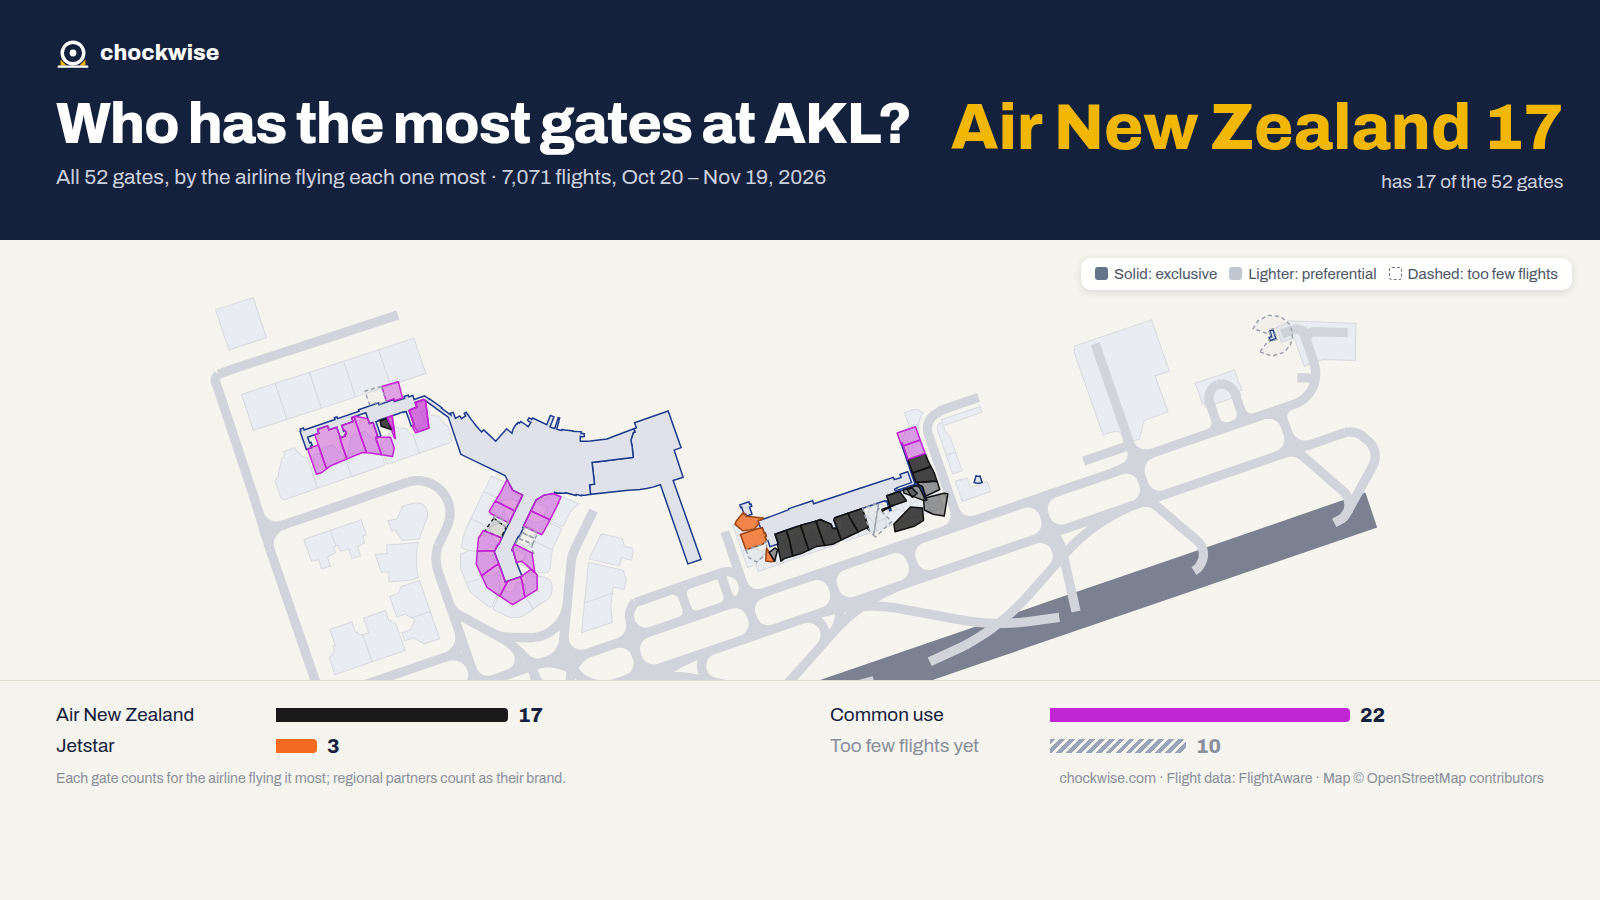 chockwise
Who has the most gates at AKL?
Air New Zealand 17
All 52 gates, by the airline flying each one most · 7,071 flights, Oct 20 – Nov 19, 2026
has 17 of the 52 gates
Solid: exclusive
Lighter: preferential
Dashed: too few flights
Air New Zealand 17
Jetstar 3
Common use 22
Too few flights yet 10
Each gate counts for the airline flying it most; regional partners count as their brand.
chockwise.com · Flight data: FlightAware · Map © OpenStreetMap contributors